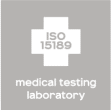 ISO
15189
medical testing
laboratory